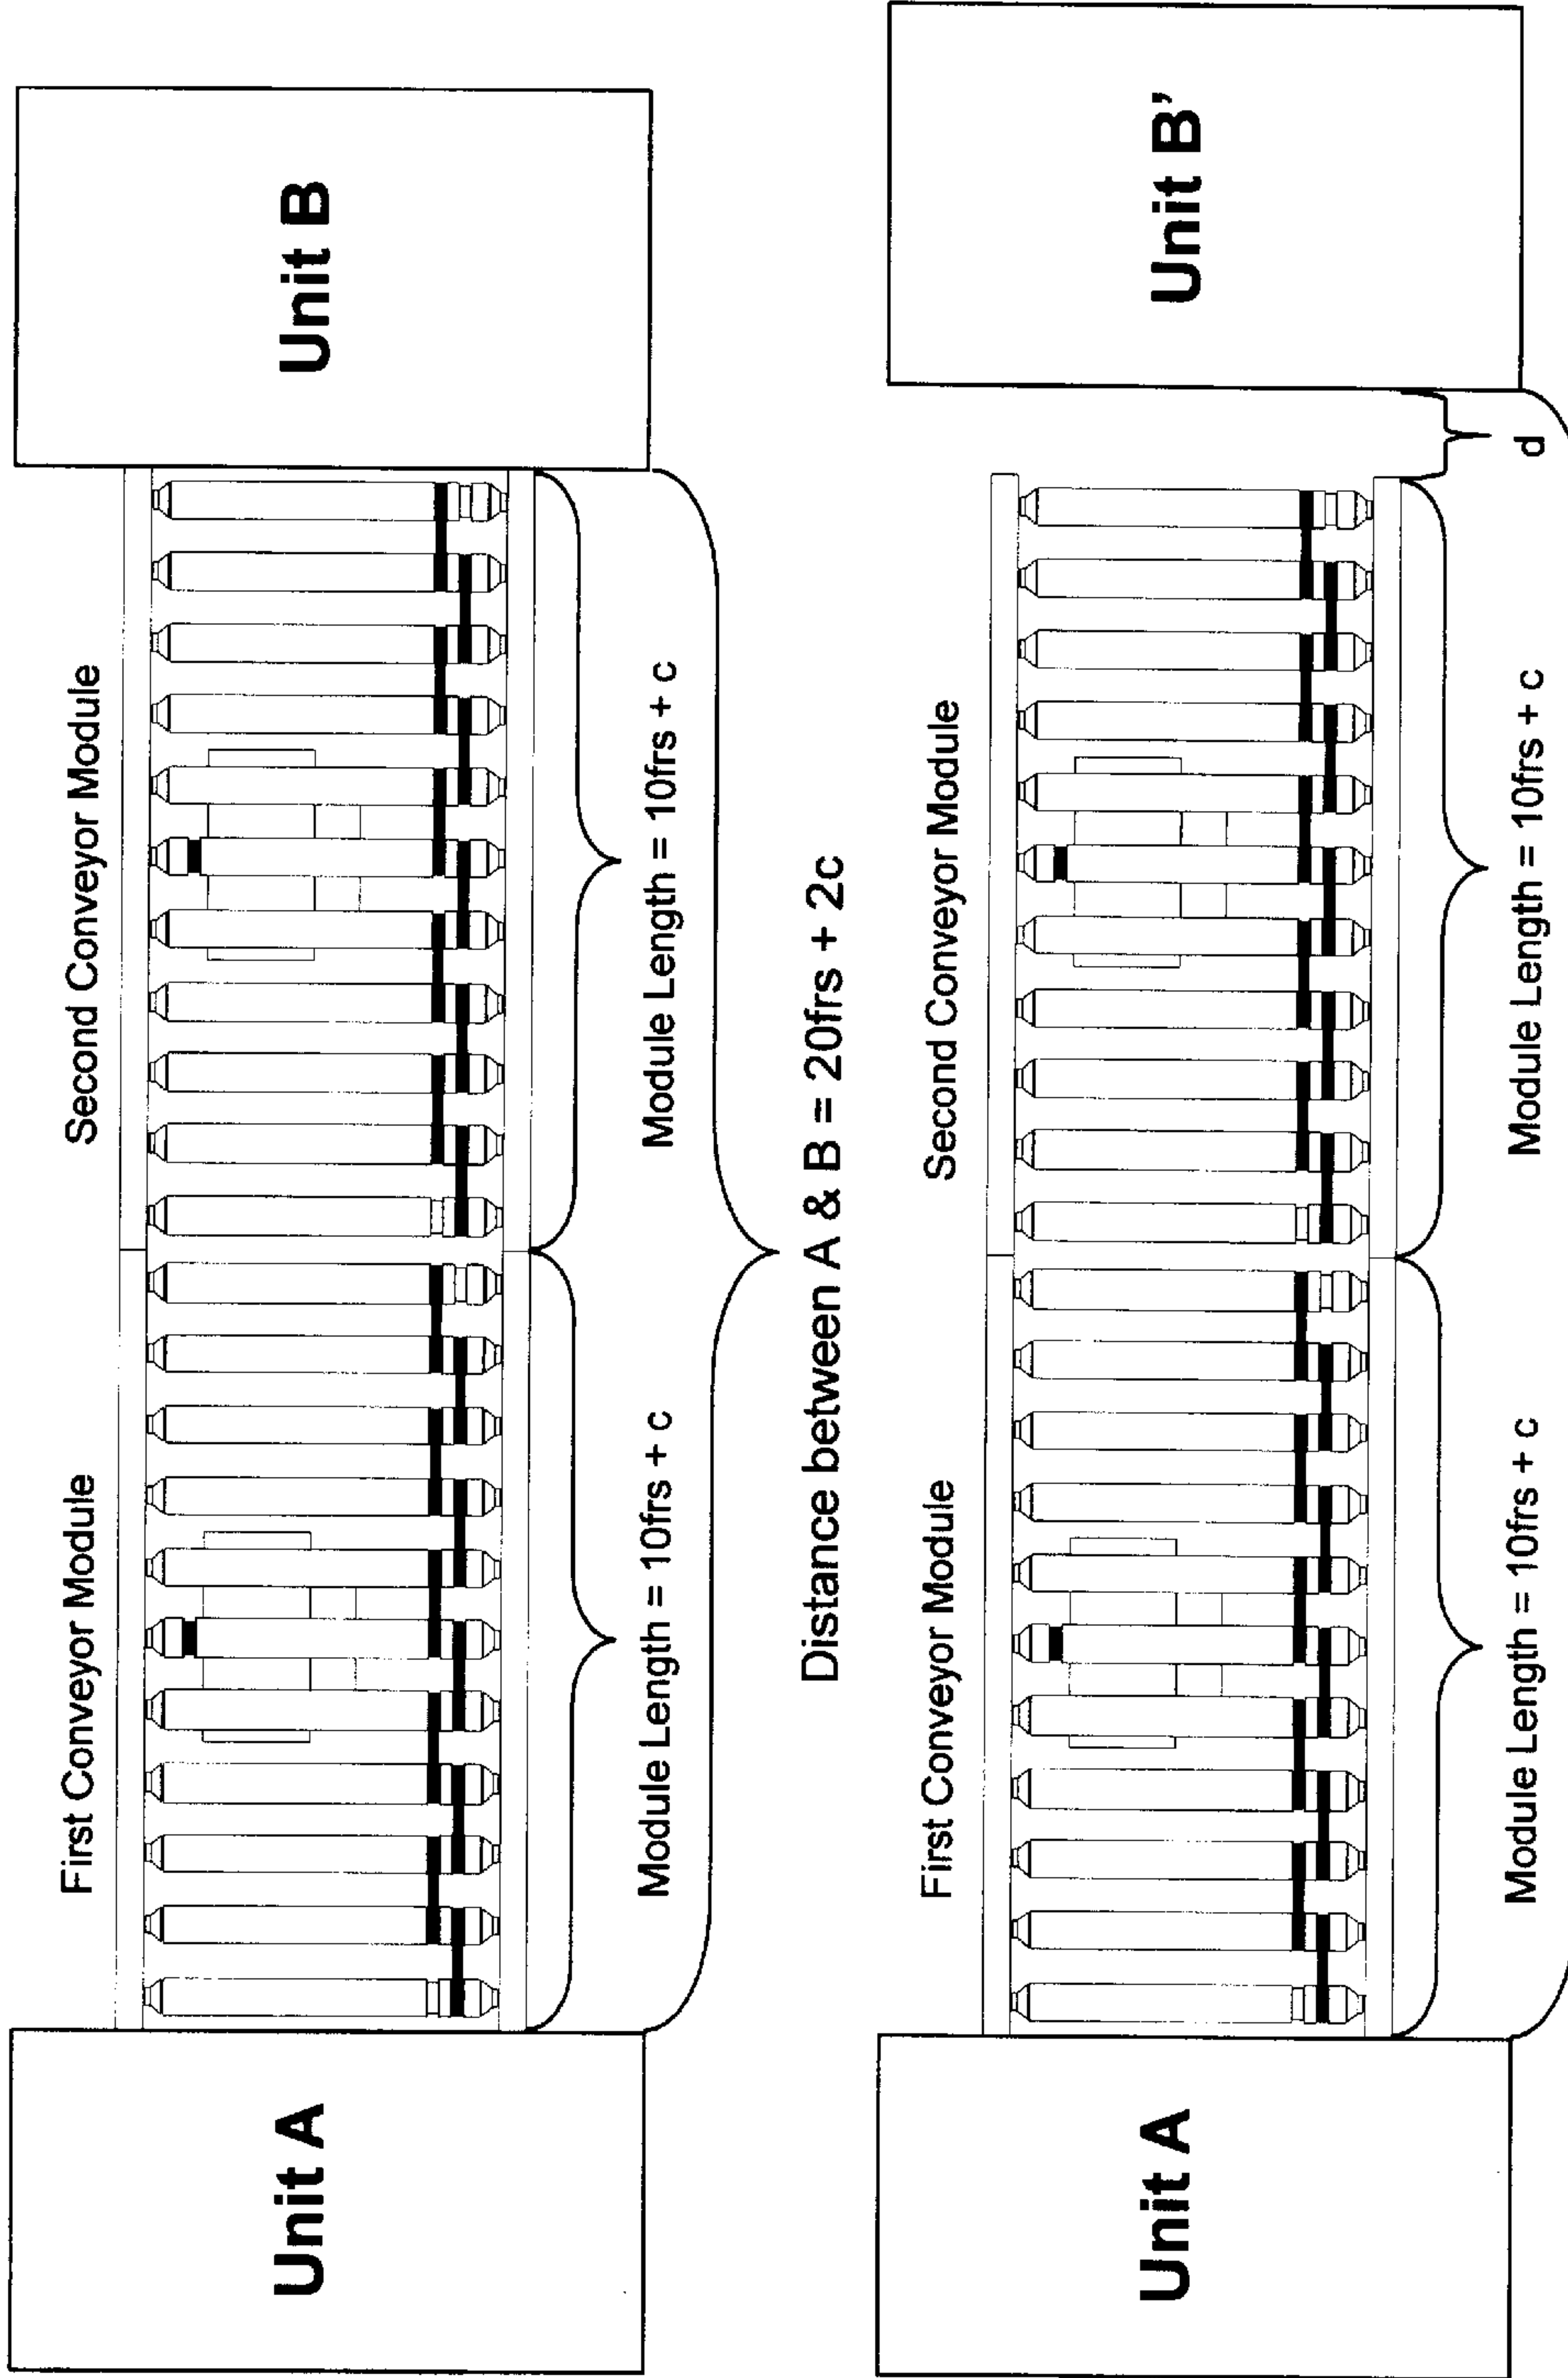 First Conveyor Module
Second Conveyor Module
Unit A
Unit B
Module Length = 10frs + c
Module Length = 10frs + c
Distance between A & B = 20frs + 2c
First Conveyor Module
Second Conveyor Module
Unit A
Unit B’
d
Module Length = 10frs + c
Module Length = 10frs + c